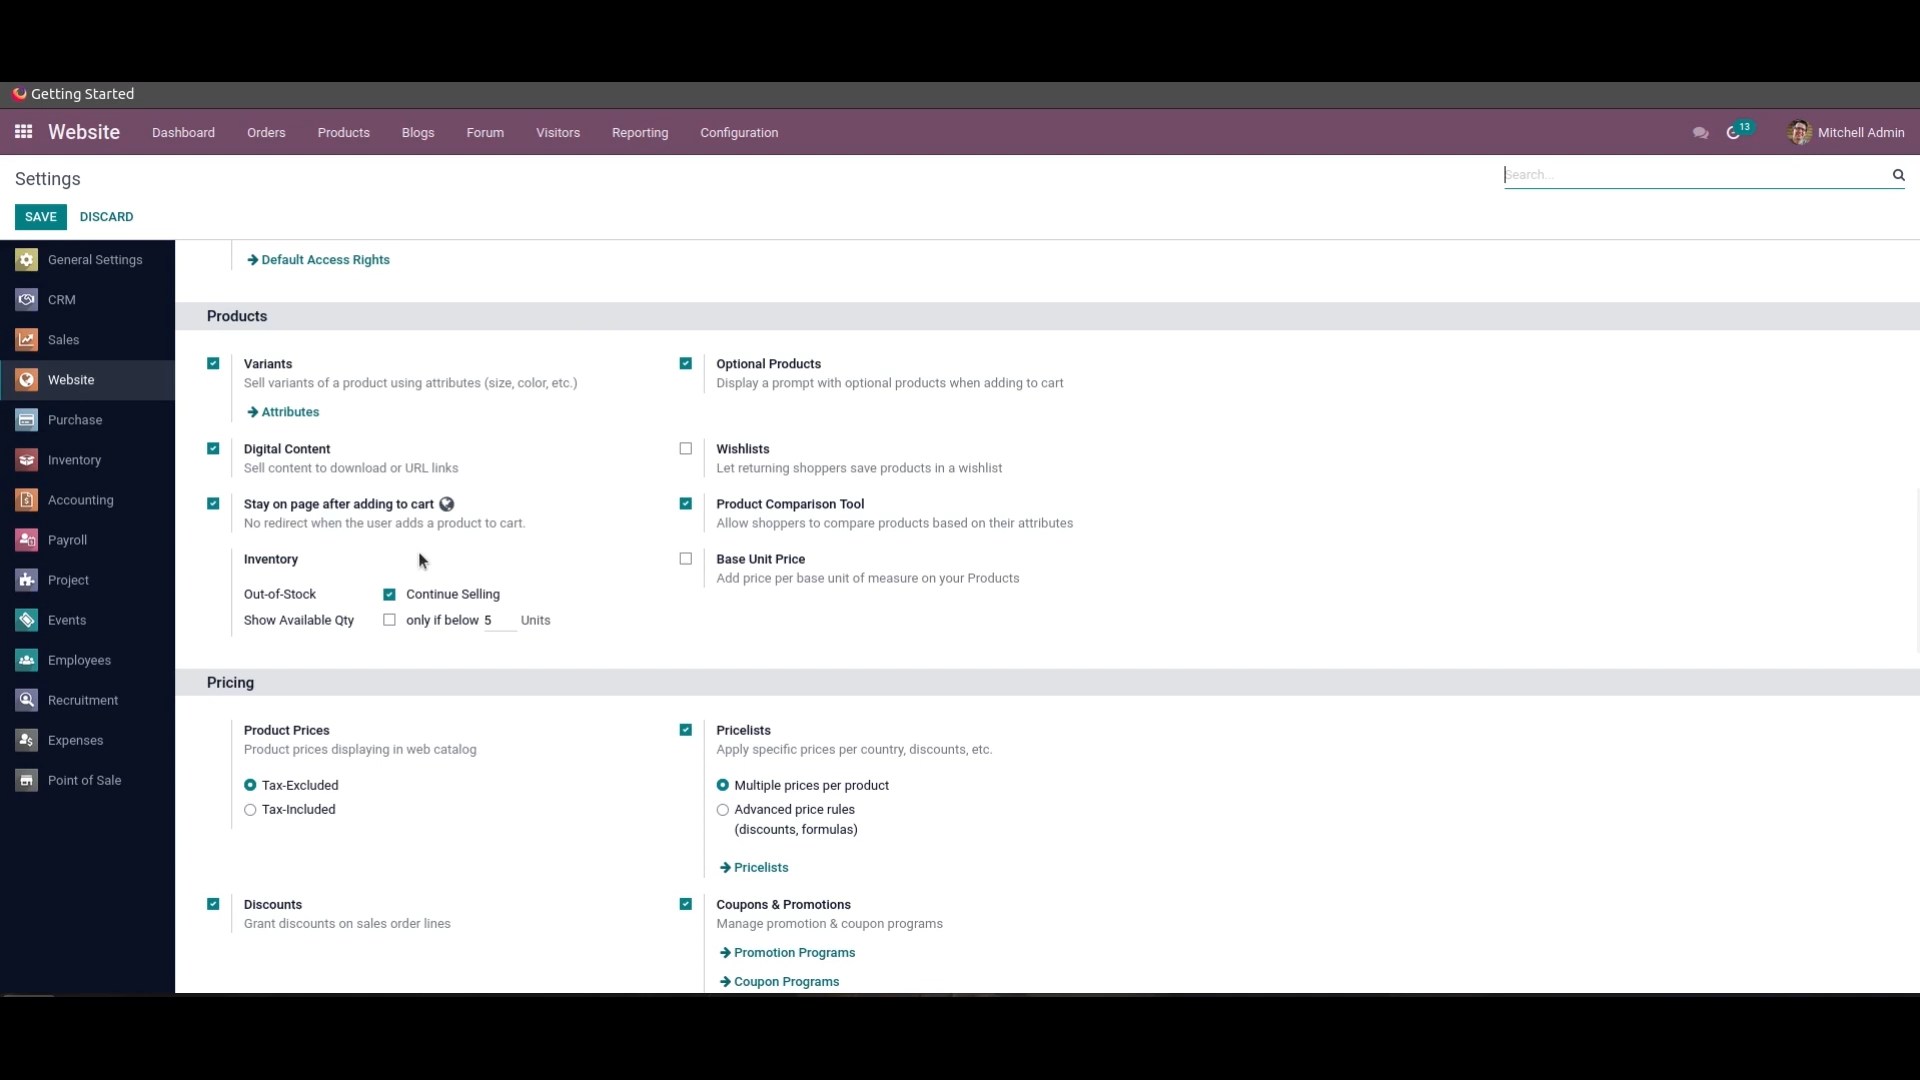 Getting Started
Website Dashboard Orders Products Blogs Forum Visitors Reporting Configuration 13 Mitchell Admin
Settings
Search...
SAVE DISCARD
General Settings
CRM
Sales
Website
Purchase
Inventory
Accounting
Payroll
Project
Events
Employees
Recruitment
Expenses
Point of Sale
Default Access Rights
Products
Variants
Sell variants of a product using attributes (size, color, etc.)
Attributes
Optional Products
Display a prompt with optional products when adding to cart
Digital Content
Sell content to download or URL links
Wishlists
Let returning shoppers save products in a wishlist
Stay on page after adding to cart
No redirect when the user adds a product to cart.
Product Comparison Tool
Allow shoppers to compare products based on their attributes
Inventory
Out-of-Stock Continue Selling
Show Available Qty only if below 5 Units
Base Unit Price
Add price per base unit of measure on your Products
Pricing
Product Prices
Product prices displaying in web catalog
Tax-Excluded
Tax-Included
Pricelists
Apply specific prices per country, discounts, etc.
Multiple prices per product
Advanced price rules
(discounts, formulas)
Pricelists
Discounts
Grant discounts on sales order lines
Coupons & Promotions
Manage promotion & coupon programs
Promotion Programs
Coupon Programs